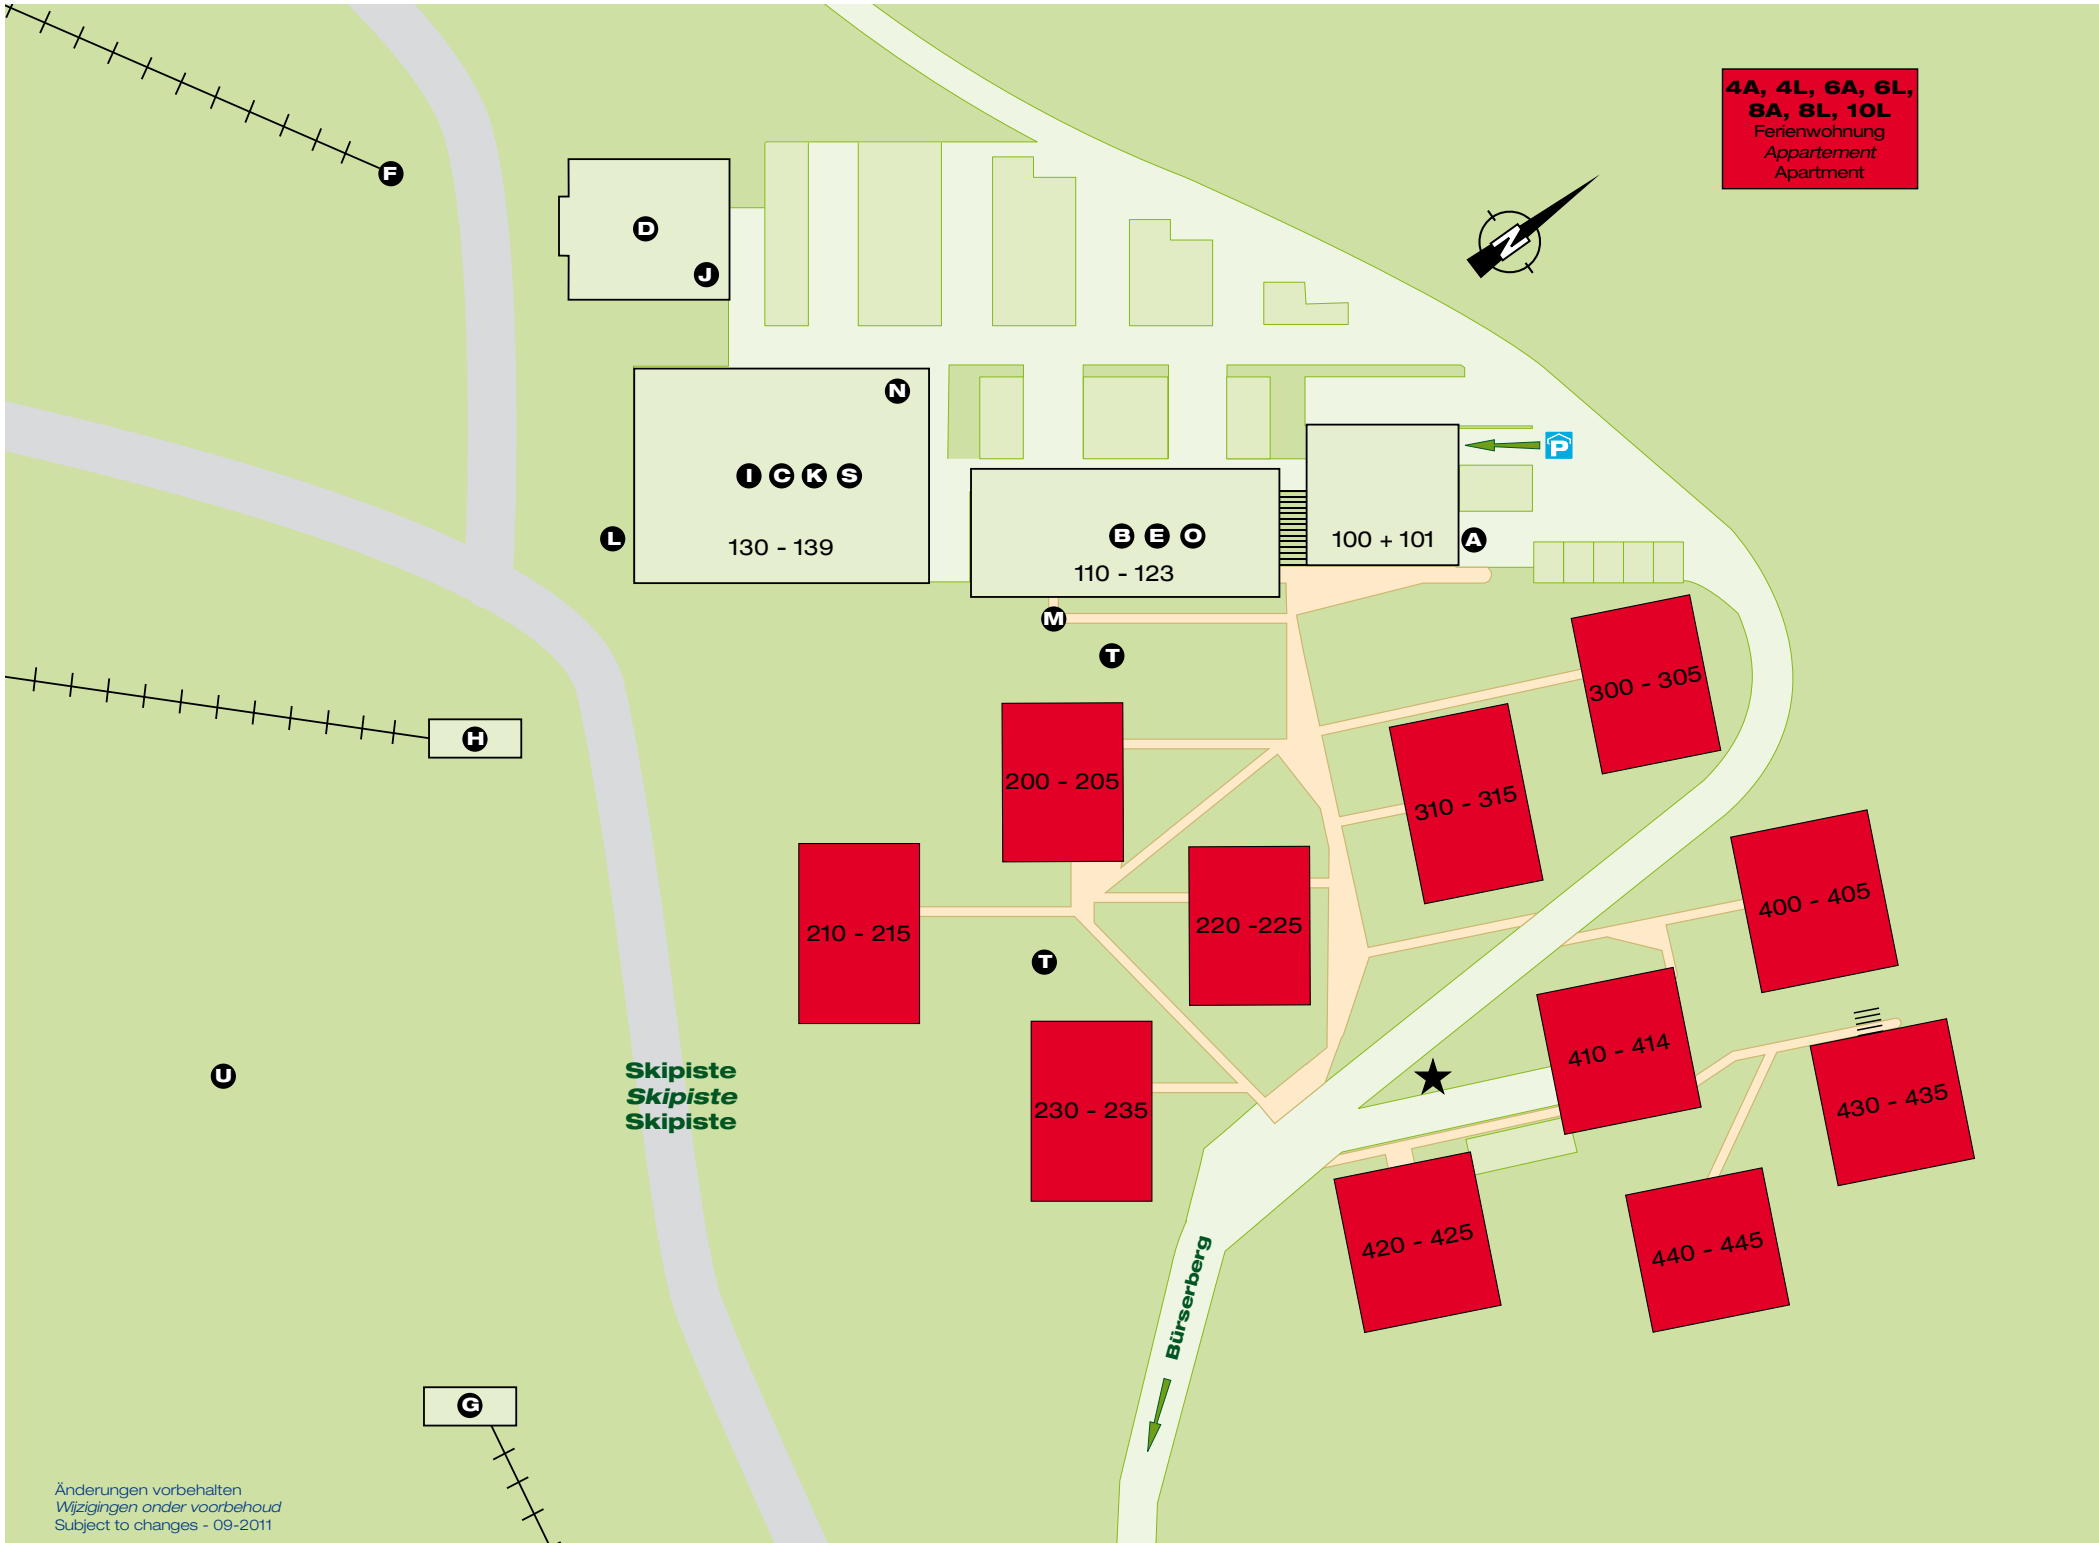 4A, 4L, 6A, 6L,
8A, 8L, 10L
Ferienwohnung
Appartement
Apartment
F
D
J
N
N
P
I C K S
L
130 - 139
B E O
110 - 123
100 + 101
A
M
T
300 - 305
H
200 - 205
310 - 315
210 - 215
220 -225
400 - 405
T
410 - 414
U
Skipiste
Skipiste
Skipiste
230 - 235
430 - 435
420 - 425
440 - 445
Bürserberg
G
Änderungen vorbehalten
Wijzigingen onder voorbehoud
Subject to changes - 09-2011